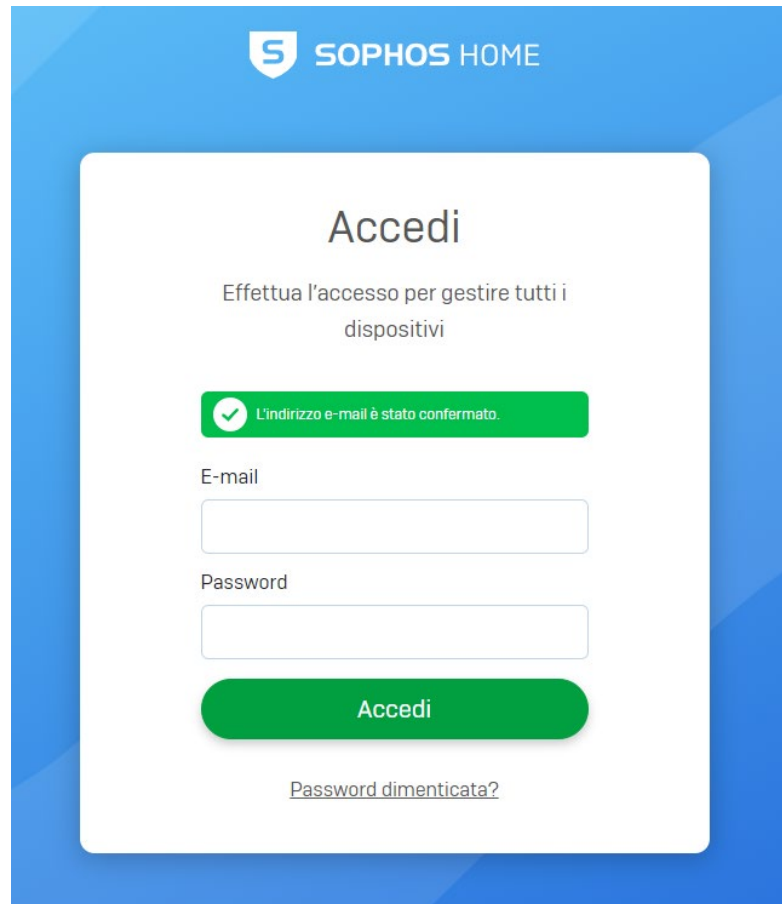 SOPHOS HOME
Accedi
Effettua l'accesso per gestire tutti i
dispositivi
L'indirizzo e-mail è stato confermato.
E-mail
Password
Accedi
Password dimenticata?